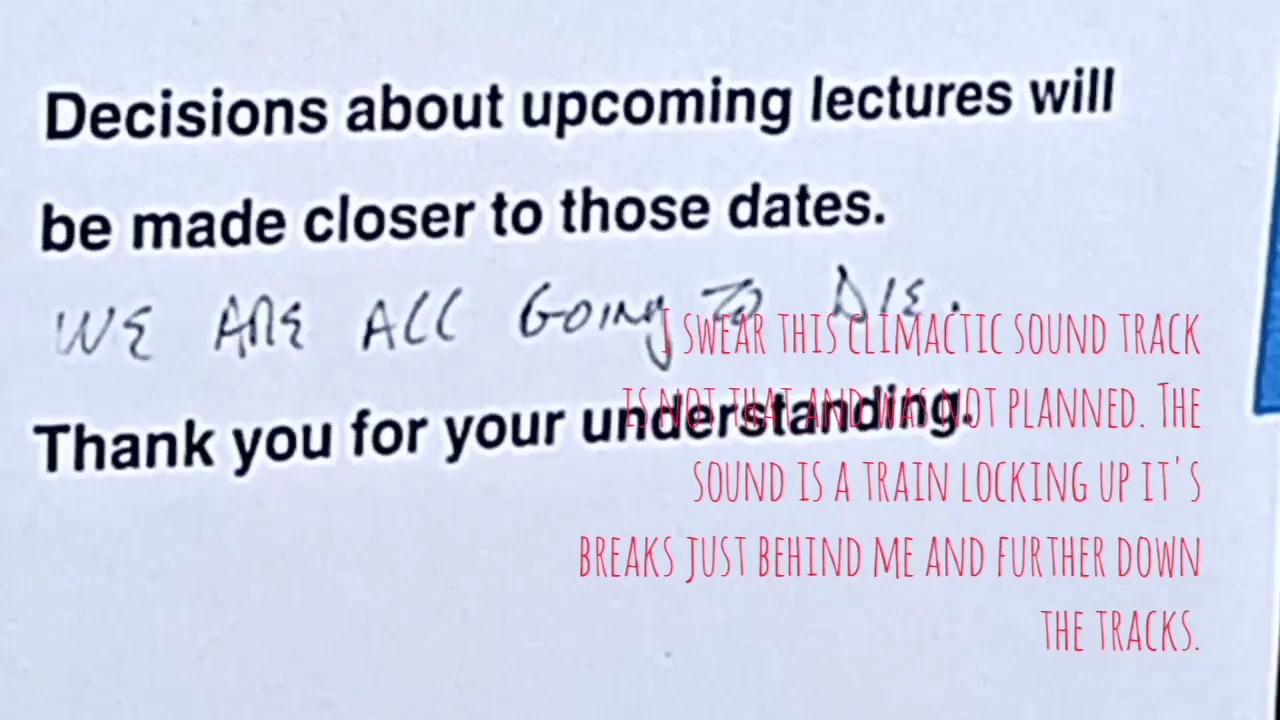 Decisions about upcoming lectures will
be made closer to those dates.
WE ARE ALL GOING TO DIE.
Thank you for your understanding.
I SWEAR THIS CLIMACTIC SOUND TRACK
IS NOT THAT AND WAS NOT PLANNED. THE
SOUND IS A TRAIN LOCKING UP IT'S
BREAKS JUST BEHIND ME AND FURTHER DOWN
THE TRACKS.